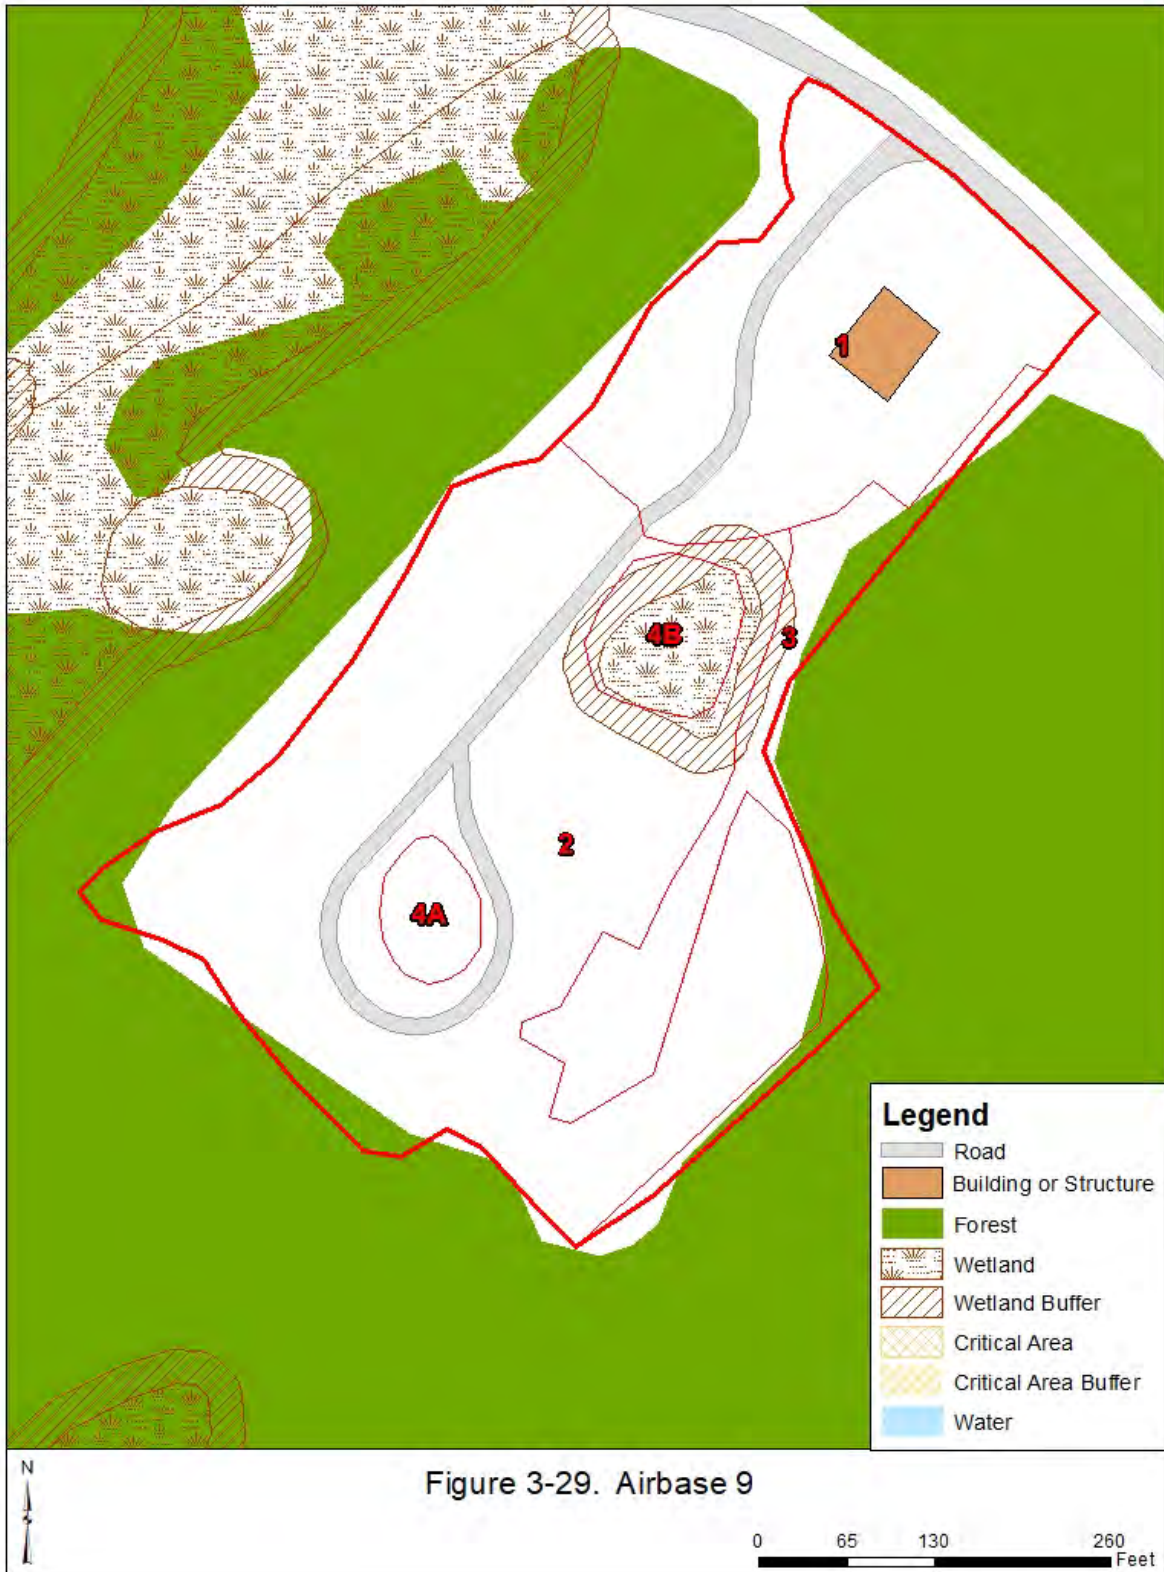 1
4B
3
2
4A
Legend
Road
Building or Structure
Forest
Wetland
Wetland Buffer
Critical Area
Critical Area Buffer
Water
N
Figure 3-29. Airbase 9
0 65 130 260
Feet